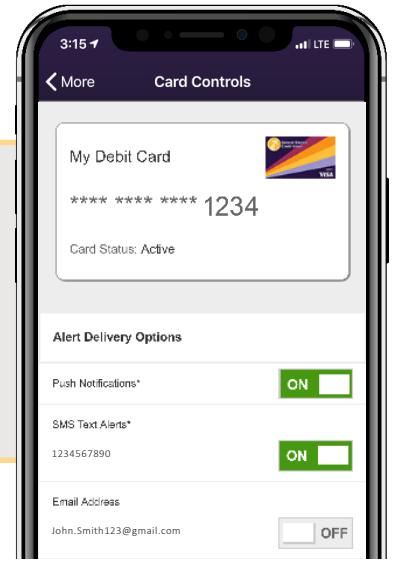 3:15 LTE
More Card Controls
My Debit Card
VISA
**** **** **** 1234
Card Status: Active
Alert Delivery Options
Push Notifications*
ON
SMS Text Alerts*
1234567890
ON
Email Address
John.Smith123@gmail.com
OFF